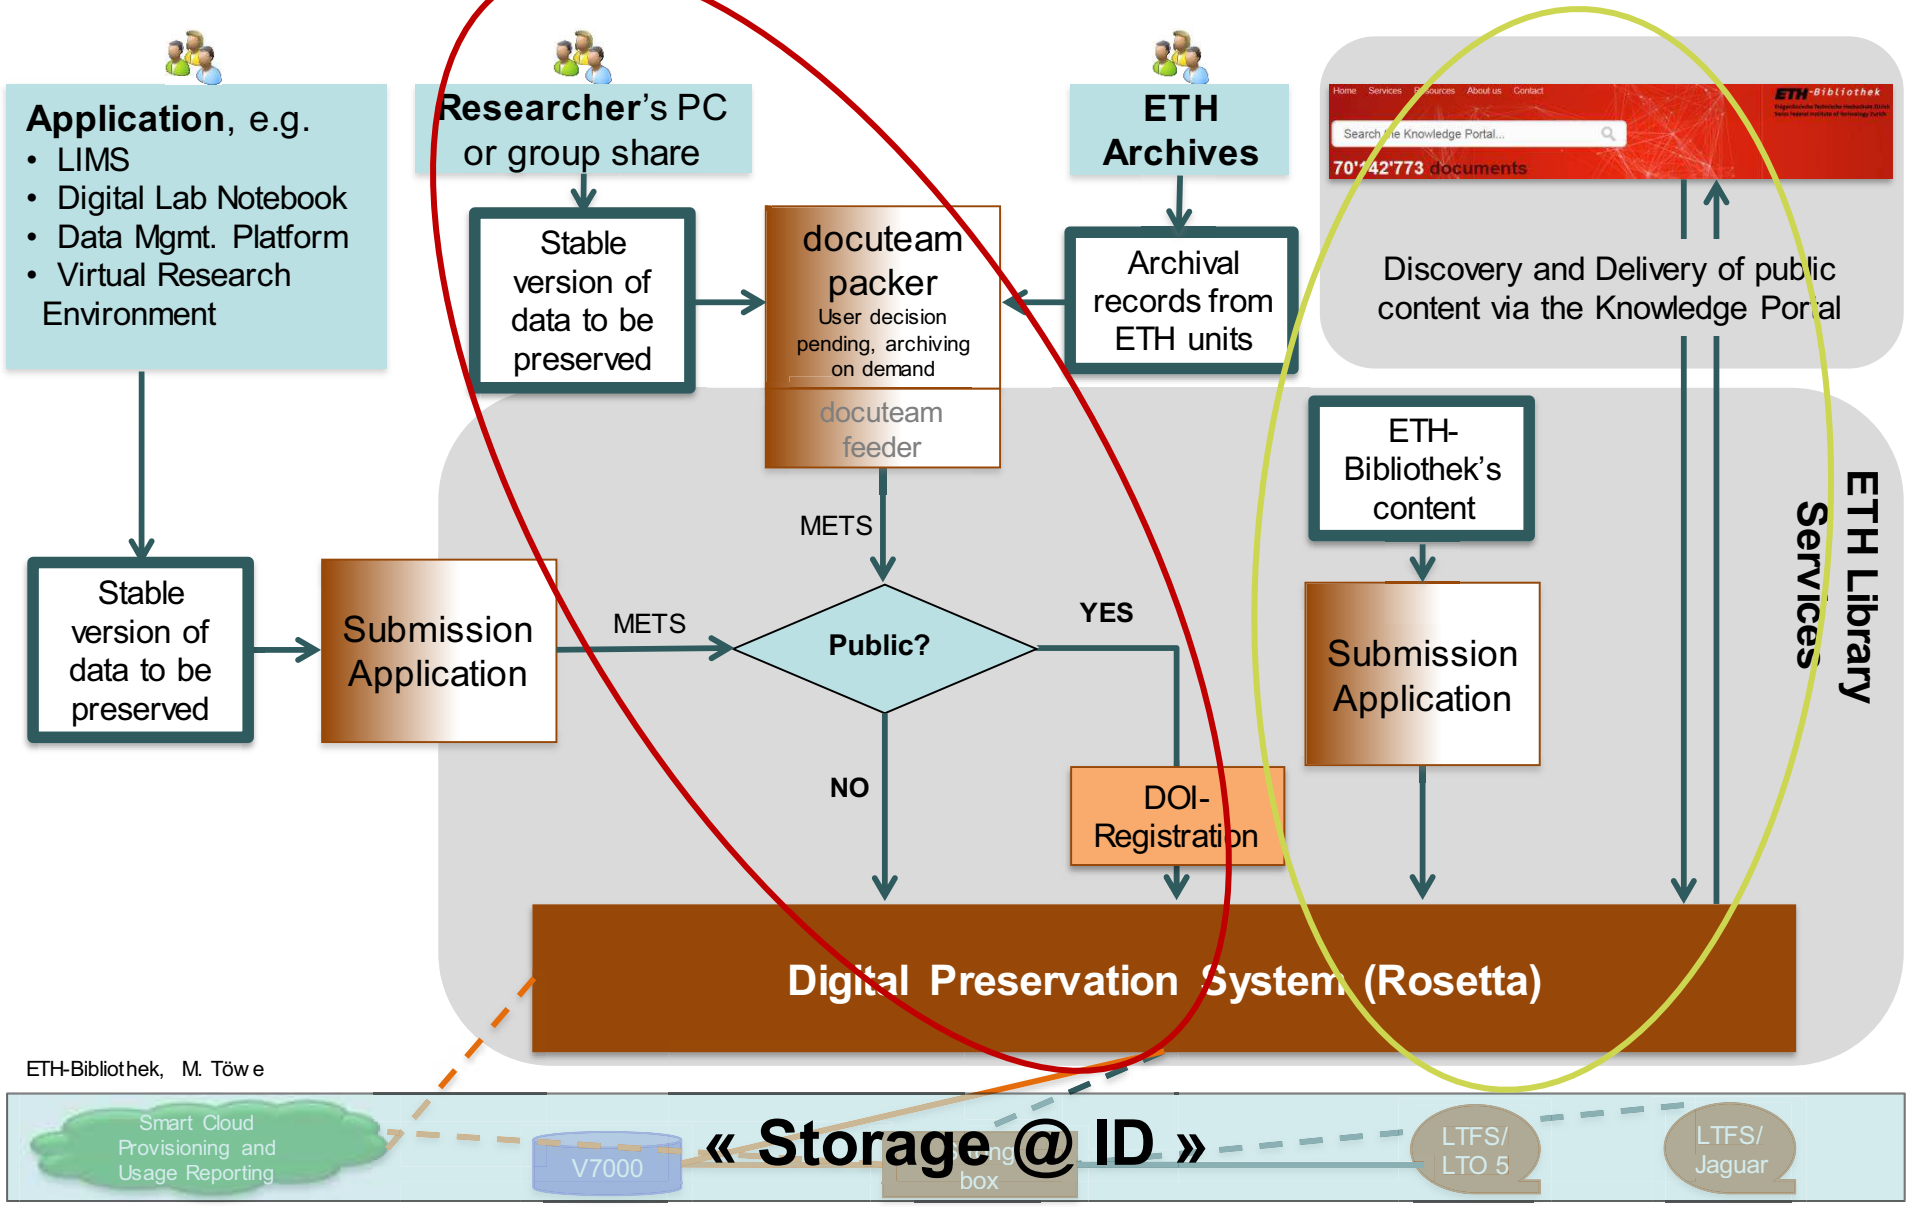 Application, e.g.
• LIMS
• Digital Lab Notebook
• Data Mgmt. Platform
• Virtual Research
Environment
Researcher's PC
or group share
ETH
Archives
Home Services Resources About us Contact
ETH-Bibliothek
Search the Knowledge Portal...
70'142'773 documents
Stable
version of
data to be
preserved
docuteam
packer
User decision
pending, archiving
on demand
docuteam
feeder
Archival
records from
ETH units
Discovery and Delivery of public
content via the Knowledge Portal
ETH-
Bibliothek's
content
ETH Library
Services
METS
Stable
version of
data to be
preserved
Submission
Application
METS
Public?
YES
NO
Submission
Application
DOI-
Registration
Digital Preservation System (Rosetta)
ETH-Bibliothek, M. Töwe
Smart Cloud
Provisioning and
Usage Reporting
V7000
« Storage @ ID »
box
LTFS/
LTO 5
LTFS/
Jaguar